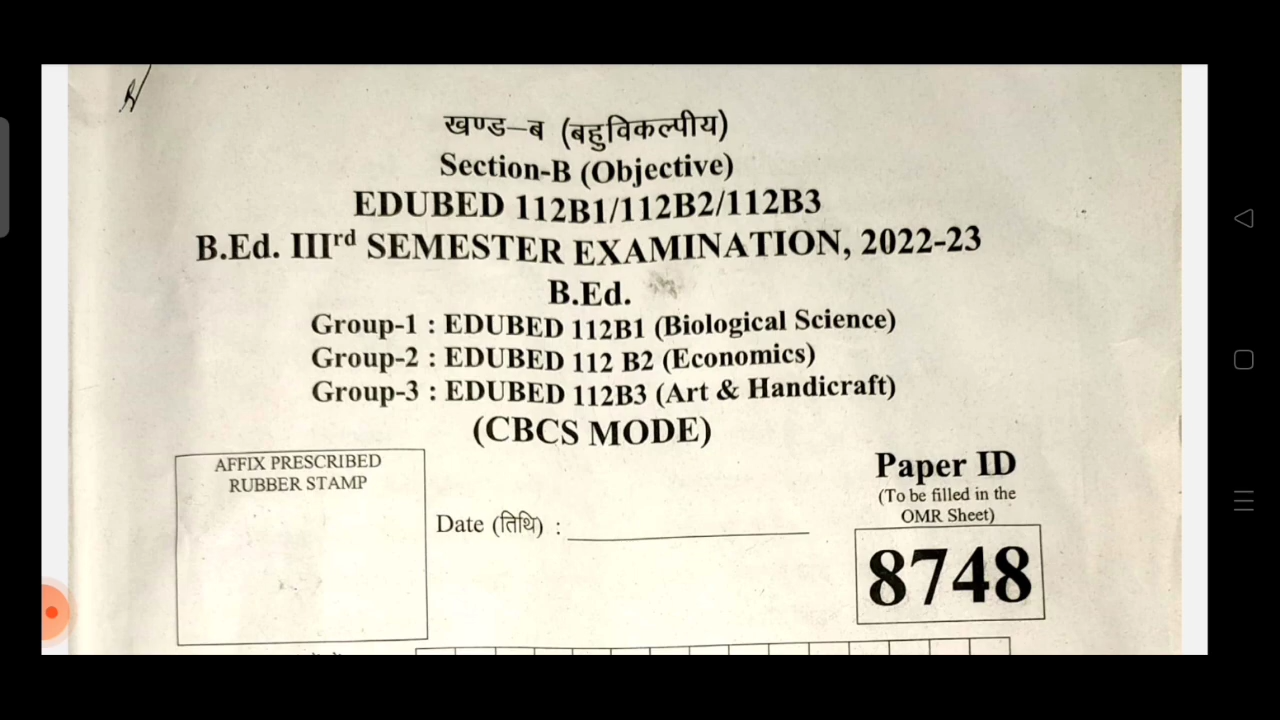 खण्ड–ब (बहुविकल्पीय)
Section-B (Objective)
EDUBED 112B1/112B2/112B3
B.Ed. IIIrd SEMESTER EXAMINATION, 2022-23
B.Ed.
Group-1 : EDUBED 112B1 (Biological Science)
Group-2 : EDUBED 112 B2 (Economics)
Group-3 : EDUBED 112B3 (Art & Handicraft)
(CBCS MODE)
AFFIX PRESCRIBED
RUBBER STAMP
Date (तिथि) :
Paper ID
(To be filled in the
OMR Sheet)
8748